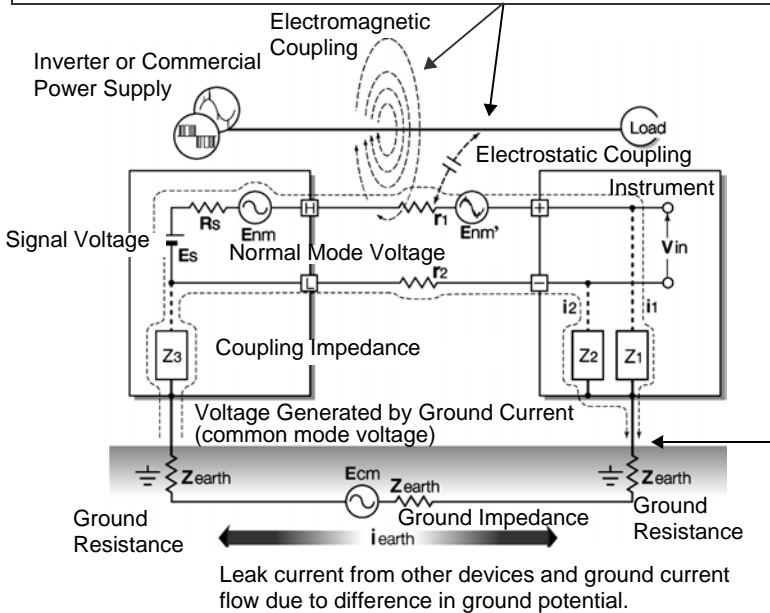 Electromagnetic
Coupling
Inverter or Commercial
Power Supply
Load
Electrostatic Coupling
Instrument
H
r1
+
Rs
Enm
Enm'
Signal Voltage
Normal Mode Voltage
Vin
Es
r2
L
−
i2
i1
Z3
Coupling Impedance
Z2
Z1
Voltage Generated by Ground Current
(common mode voltage)
Zearth
Ecm
Zearth
Zearth
Ground
Resistance
Ground Impedance
Ground
Resistance
iearth
Leak current from other devices and ground current
flow due to difference in ground potential.